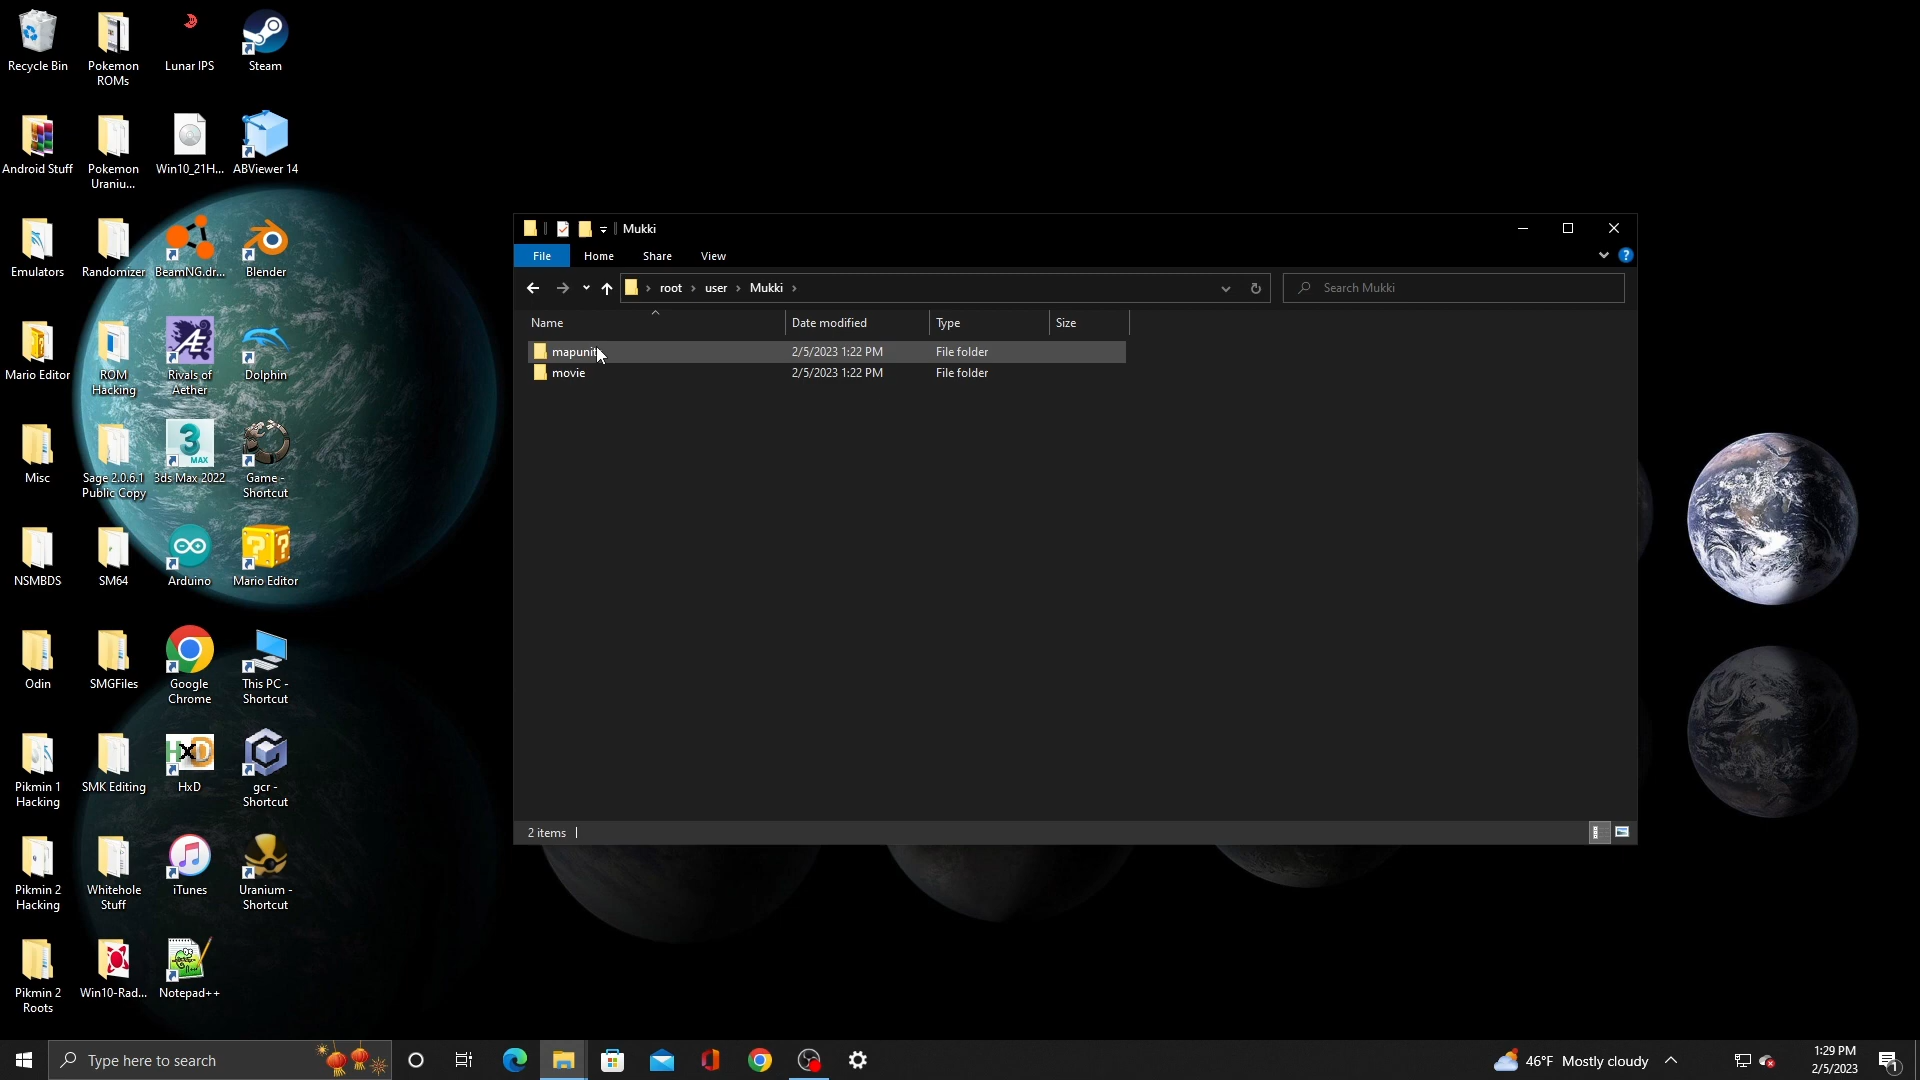 Recycle Bin
Pokemon
ROMs
Lunar IPS
Steam
Android Stuff
Pokemon
Uraniu...
Win10_21H...
ABViewer 14
Emulators
Randomizer
BeamNG.dr...
Blender
Mario Editor
ROM
Hacking
Rivals of
Aether
Dolphin
Misc
Sage 2.0.6.1
Public Copy
3
MAX
3ds Max 2022
Game -
Shortcut
NSMBDS
SM64
Arduino
Mario Editor
Odin
SMGFiles
Google
Chrome
This PC -
Shortcut
Pikmin 1
Hacking
SMK Editing
HxD
HxD
gcr -
Shortcut
Pikmin 2
Hacking
Whitehole
Stuff
iTunes
Uranium -
Shortcut
Pikmin 2
Roots
Win10-Rad...
Notepad++
Mukki
File Home Share View
root › user › Mukki ›
Search Mukki
Name Date modified Type Size
mapunit 2/5/2023 1:22 PM File folder
movie 2/5/2023 1:22 PM File folder
2 items
Type here to search
46°F Mostly cloudy
1:29 PM
2/5/2023
1